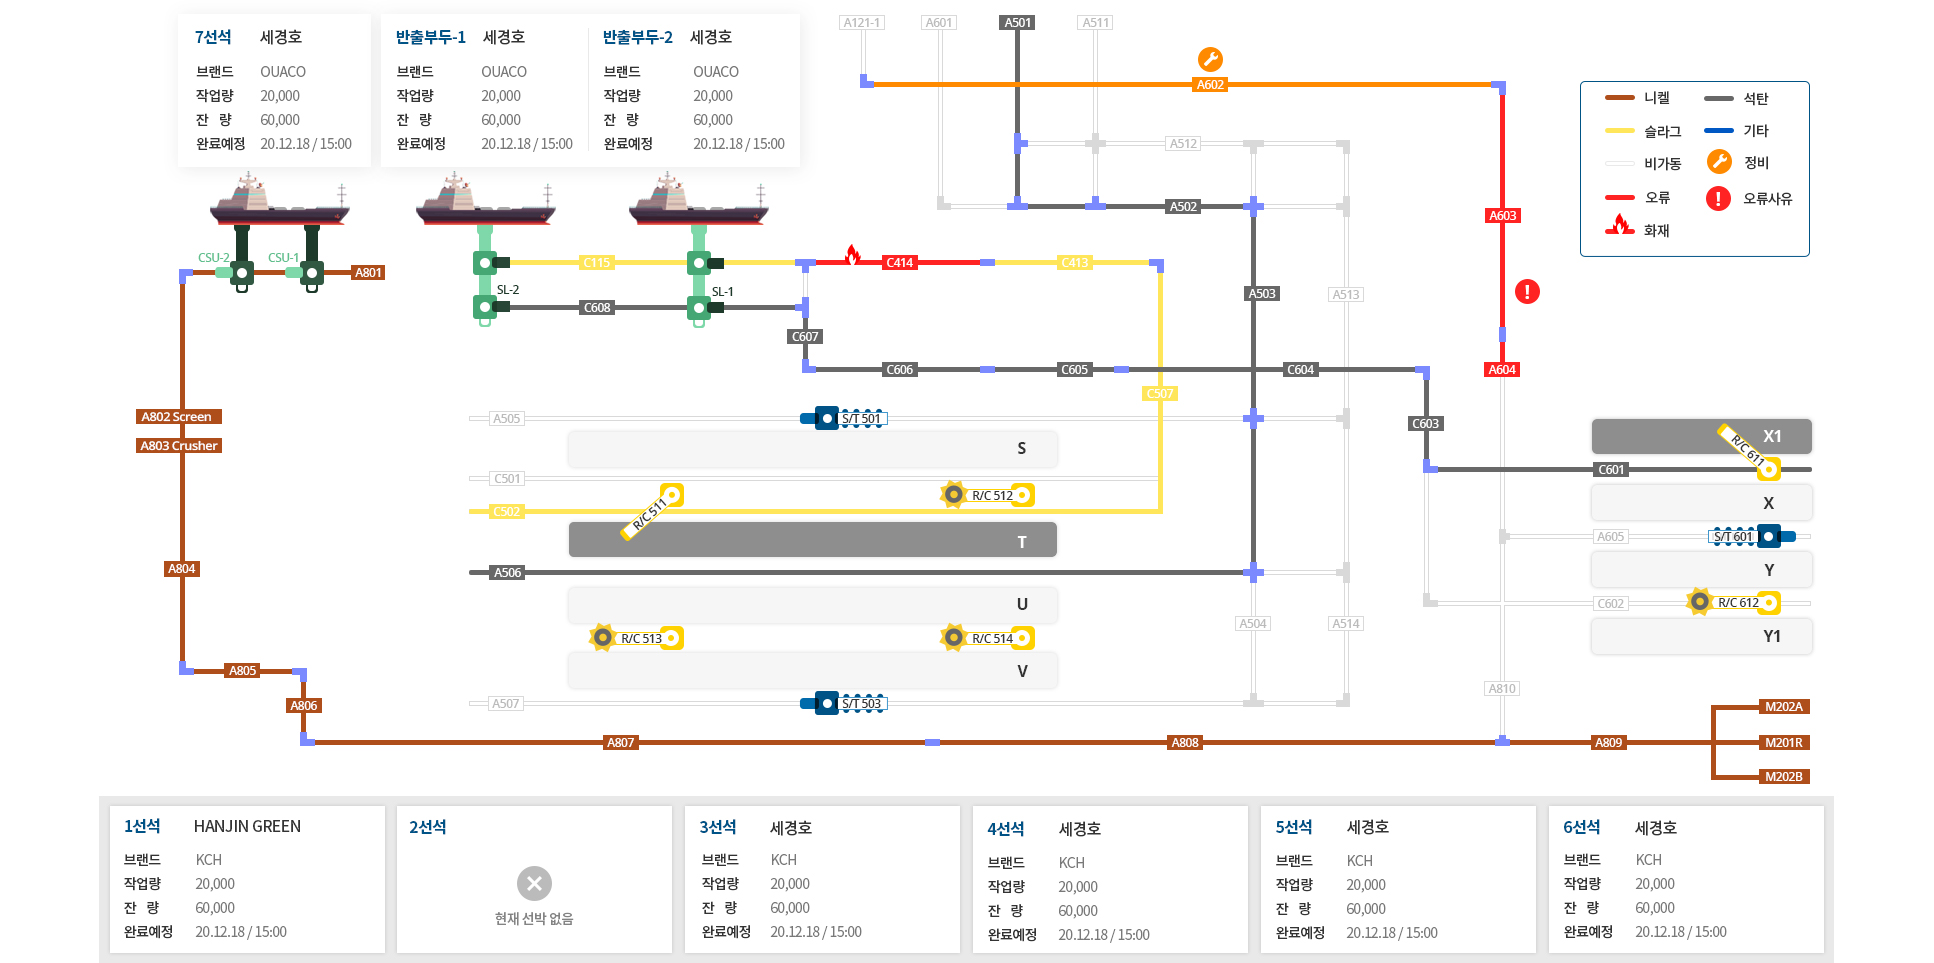 7선석 세경호
브랜드 OUACO
작업량 20,000
잔 량 60,000
완료예정 20.12.18 / 15:00
반출부두-1 세경호
브랜드 OUACO
작업량 20,000
잔 량 60,000
완료예정 20.12.18 / 15:00
반출부두-2 세경호
브랜드 OUACO
작업량 20,000
잔 량 60,000
완료예정 20.12.18 / 15:00
A121-1
A601
A501
A511
A602
니켈
석탄
슬라그
기타
비가동
정비
오류
오류사유
화재
A512
A502
A603
CSU-2
CSU-1
A801
C115
C414
C413
SL-2
SL-1
C608
A503
A513
C607
C606
C605
C604
A604
C507
A802 Screen
A803 Crusher
A505
S/T 501
C603
X1
R/C 611
S
C601
C501
R/C 511
R/C 512
X
C502
T
A605
S/T 601
A804
A506
Y
U
C602
R/C 612
A504
A514
R/C 513
R/C 514
Y1
A805
V
A810
A806
A507
S/T 503
M202A
A807
A808
A809
M201R
M202B
1선석 HANJIN GREEN
브랜드 KCH
작업량 20,000
잔 량 60,000
완료예정 20.12.18 / 15:00
2선석
현재 선박 없음
3선석 세경호
브랜드 KCH
작업량 20,000
잔 량 60,000
완료예정 20.12.18 / 15:00
4선석 세경호
브랜드 KCH
작업량 20,000
잔 량 60,000
완료예정 20.12.18 / 15:00
5선석 세경호
브랜드 KCH
작업량 20,000
잔 량 60,000
완료예정 20.12.18 / 15:00
6선석 세경호
브랜드 KCH
작업량 20,000
잔 량 60,000
완료예정 20.12.18 / 15:00